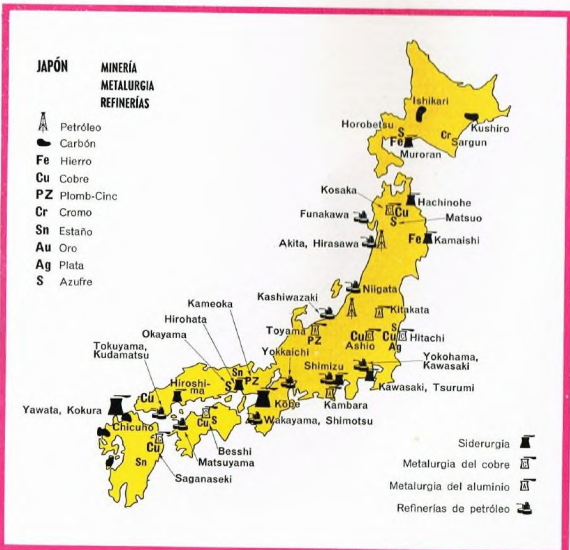 JAPÓN MINERÍA
METALURGIA
REFINERÍAS
Petróleo
Carbón
Fe Hierro
Cu Cobre
PZ Plomb-Cinc
Cr Cromo
Sn Estaño
Au Oro
Ag Plata
S Azufre
Ishikari
Kushiro
Horobetsu
S
Fe
Cr
Sargun
Muroran
Kosaka
Hachinohe
Cu
S
Funakawa
Matsuo
Akita, Hirasawa
Fe Kamaishi
Niigata
Kashiwazaki
Kitakata
Kameoka
Hirohata
Toyama
PZ
Cu
Ashio
S
Cu
Ag
Hitachi
Okayama
Yokkaichi
Tokuyama,
Kudamatsu
Sn
S PZ
Shimizu
Yokohama,
Kawasaki
Cu
Hiroshi-
ma
Kawasaki, Tsurumi
Yawata, Kokura
Kôbe
Kambara
Chicuho
Cu S
Wakayama, Shimotsu
Cu
Besshi
Sn
Matsuyama
Saganaseki
Siderurgia
Metalurgia del cobre
Metalurgia del aluminio
Refinerías de petróleo